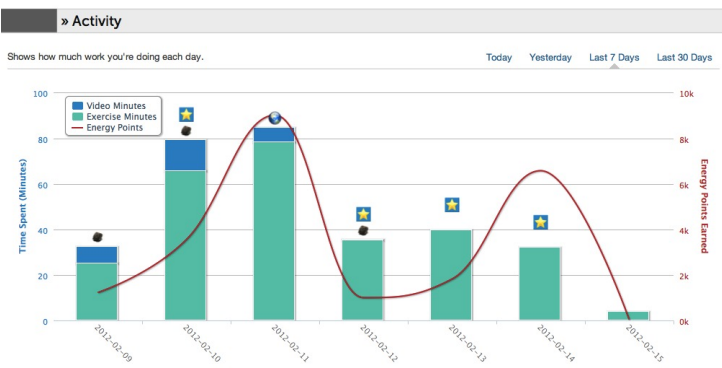 » Activity
Shows how much work you're doing each day.
Today Yesterday Last 7 Days Last 30 Days
Video Minutes
Exercise Minutes
Energy Points
Time Spent (Minutes)
100
80
60
40
20
0
10k
8k
6k
4k
2k
0k
Energy Points Earned
2012-02-09
2012-02-10
2012-02-11
2012-02-12
2012-02-13
2012-02-14
2012-02-15